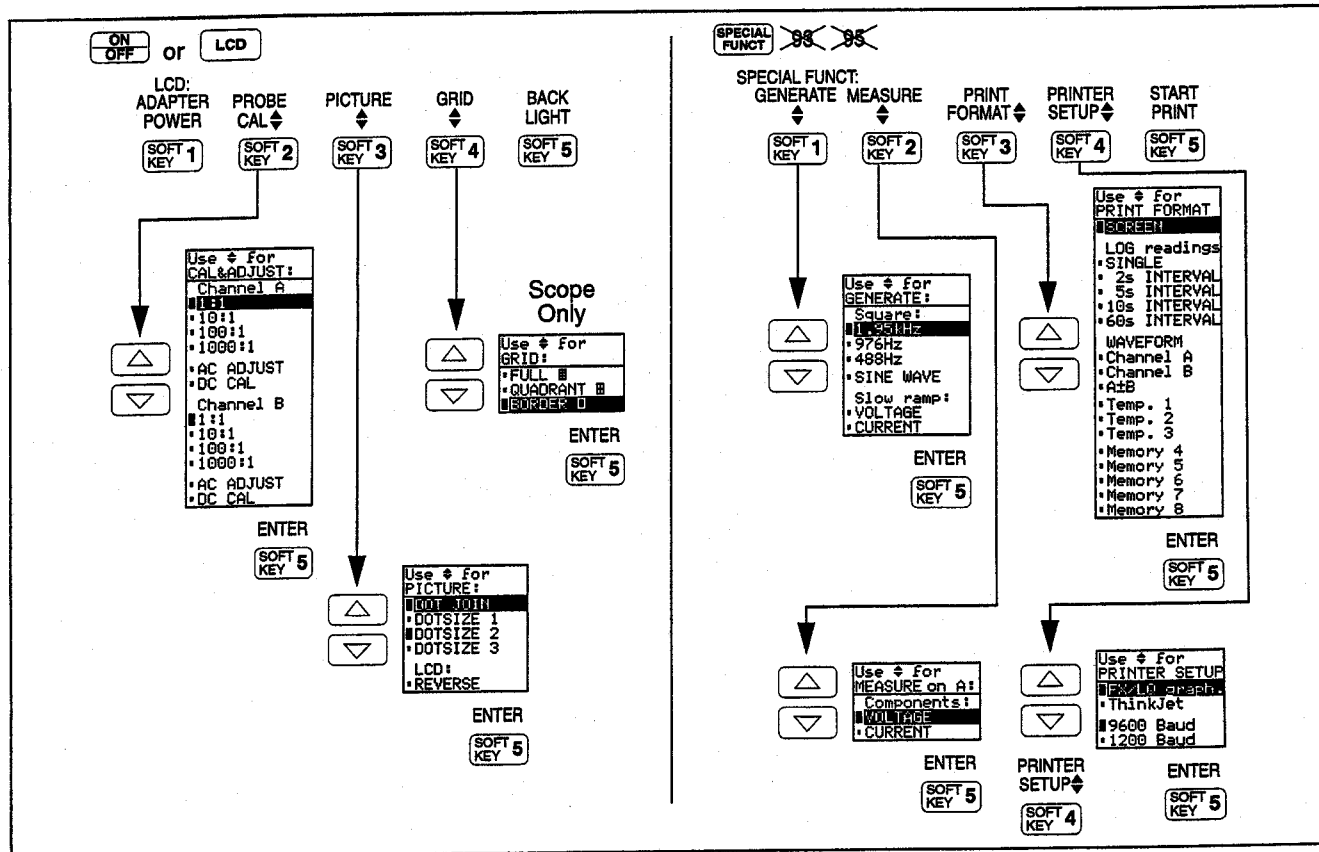 ON
OFF or LCD
LCD:
ADAPTER
POWER
PROBE
CAL
PICTURE
GRID
BACK
LIGHT
SOFT
KEY 1
SOFT
KEY 2
SOFT
KEY 3
SOFT
KEY 4
SOFT
KEY 5
Use ♦ for
CAL&ADJUST:
Channel A
1:1
10:1
100:1
1000:1
AC ADJUST
DC CAL
Channel B
1:1
10:1
100:1
1000:1
AC ADJUST
DC CAL
ENTER
SOFT
KEY 5
Use ♦ for
PICTURE:
DOT JOIN
DOTSIZE 1
DOTSIZE 2
DOTSIZE 3
LCD:
REVERSE
ENTER
SOFT
KEY 5
Scope
Only
Use ♦ for
GRID:
FULL
QUADRANT
BORDER
ENTER
SOFT
KEY 5
SPECIAL
FUNCT 93 95
SPECIAL FUNCT:
GENERATE
MEASURE
PRINT
FORMAT
PRINTER
SETUP
START
PRINT
SOFT
KEY 1
SOFT
KEY 2
SOFT
KEY 3
SOFT
KEY 4
SOFT
KEY 5
Use ♦ for
GENERATE:
Square:
1.95kHz
976Hz
488Hz
SINE WAVE
Slow ramp:
VOLTAGE
CURRENT
ENTER
SOFT
KEY 5
Use ♦ for
PRINT FORMAT
SCREEN
LOG readings
SINGLE
2s INTERVAL
5s INTERVAL
10s INTERVAL
60s INTERVAL
WAVEFORM
Channel A
Channel B
A±B
Temp. 1
Temp. 2
Temp. 3
Memory 4
Memory 5
Memory 6
Memory 7
Memory 8
ENTER
SOFT
KEY 5
Use ♦ for
MEASURE on A:
Components:
VOLTAGE
CURRENT
ENTER
SOFT
KEY 5
PRINTER
SETUP
SOFT
KEY 4
Use ♦ for
PRINTER SETUP
FX/LQ graph.
ThinkJet
9600 Baud
1200 Baud
ENTER
SOFT
KEY 5